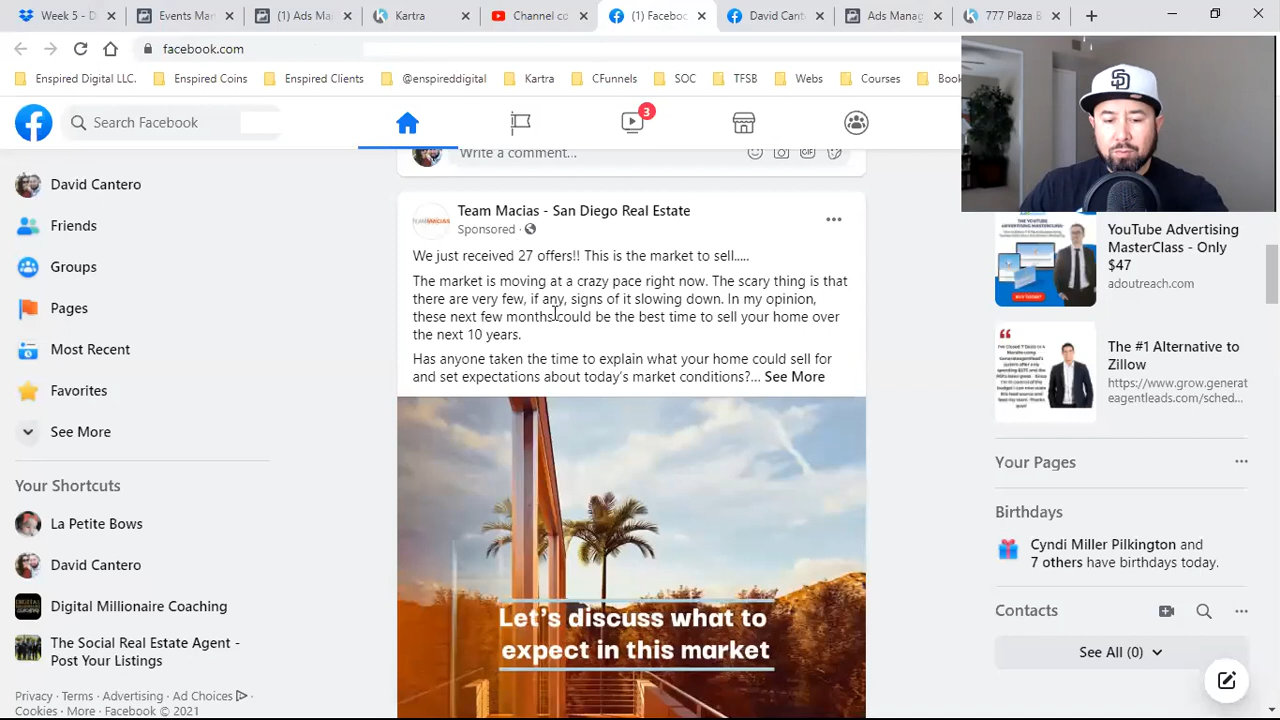 Week 5 - D
Events Mar
(1) Ads Mai
Kartra
Channel co
(1) Faceboc
David Cant
Ads Manag
777 Plaza B
facebook.com
Enspired Digital LLC.
Enspired Coins
Enspired Clients
@enspireddigital
Kartra
CFunnels
SOC
TFSB
Webs
Courses
Book
Search Facebook
3
David Cantero
Friends
Groups
Pages
Most Recent
Favorites
See More
Your Shortcuts
La Petite Bows
David Cantero
Digital Millionaire Coaching
The Social Real Estate Agent -
Post Your Listings
Privacy · Terms · Advertising · Ad Choices ·
Cookies · More · Facebook © 2021
Write a comment...
Team Macias - San Diego Real Estate
Sponsored ·
We just received 27 offers!! This is the market to sell.....
The market is moving at a crazy pace right now. The scary thing is that
there are very few, if any, signs of it slowing down. In my opinion,
these next few months could be the best time to sell your home over
the next 10 years.
Has anyone taken the time to explain what your home could sell for
and set expectations about today's market conditions? ... See More
Let's discuss what to
expect in this market
SD
THE YOUTUBE
ADVERTISING
MASTERCLASS
YouTube Advertising
MasterClass - Only
$47
adoutreach.com
The #1 Alternative to
Zillow
https://www.grow.generat
eagentleads.com/sched...
Your Pages
Birthdays
Cyndi Miller Pilkington and
7 others have birthdays today.
Contacts
See All (0)